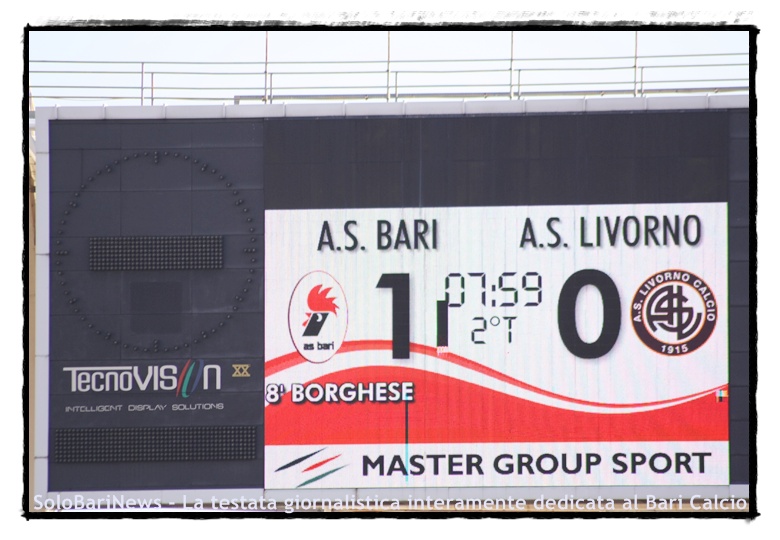 A.S. BARI
A.S. LIVORNO
1
07:59
2°T
0
as bari
A.S. LIVORNO CALCIO
1915
TECNOVISION XX
INTELLIGENT DISPLAY SOLUTIONS
8' BORGHESE
MASTER GROUP SPORT
SoloBariNews - La testata giornalistica interamente dedicata al Bari Calcio